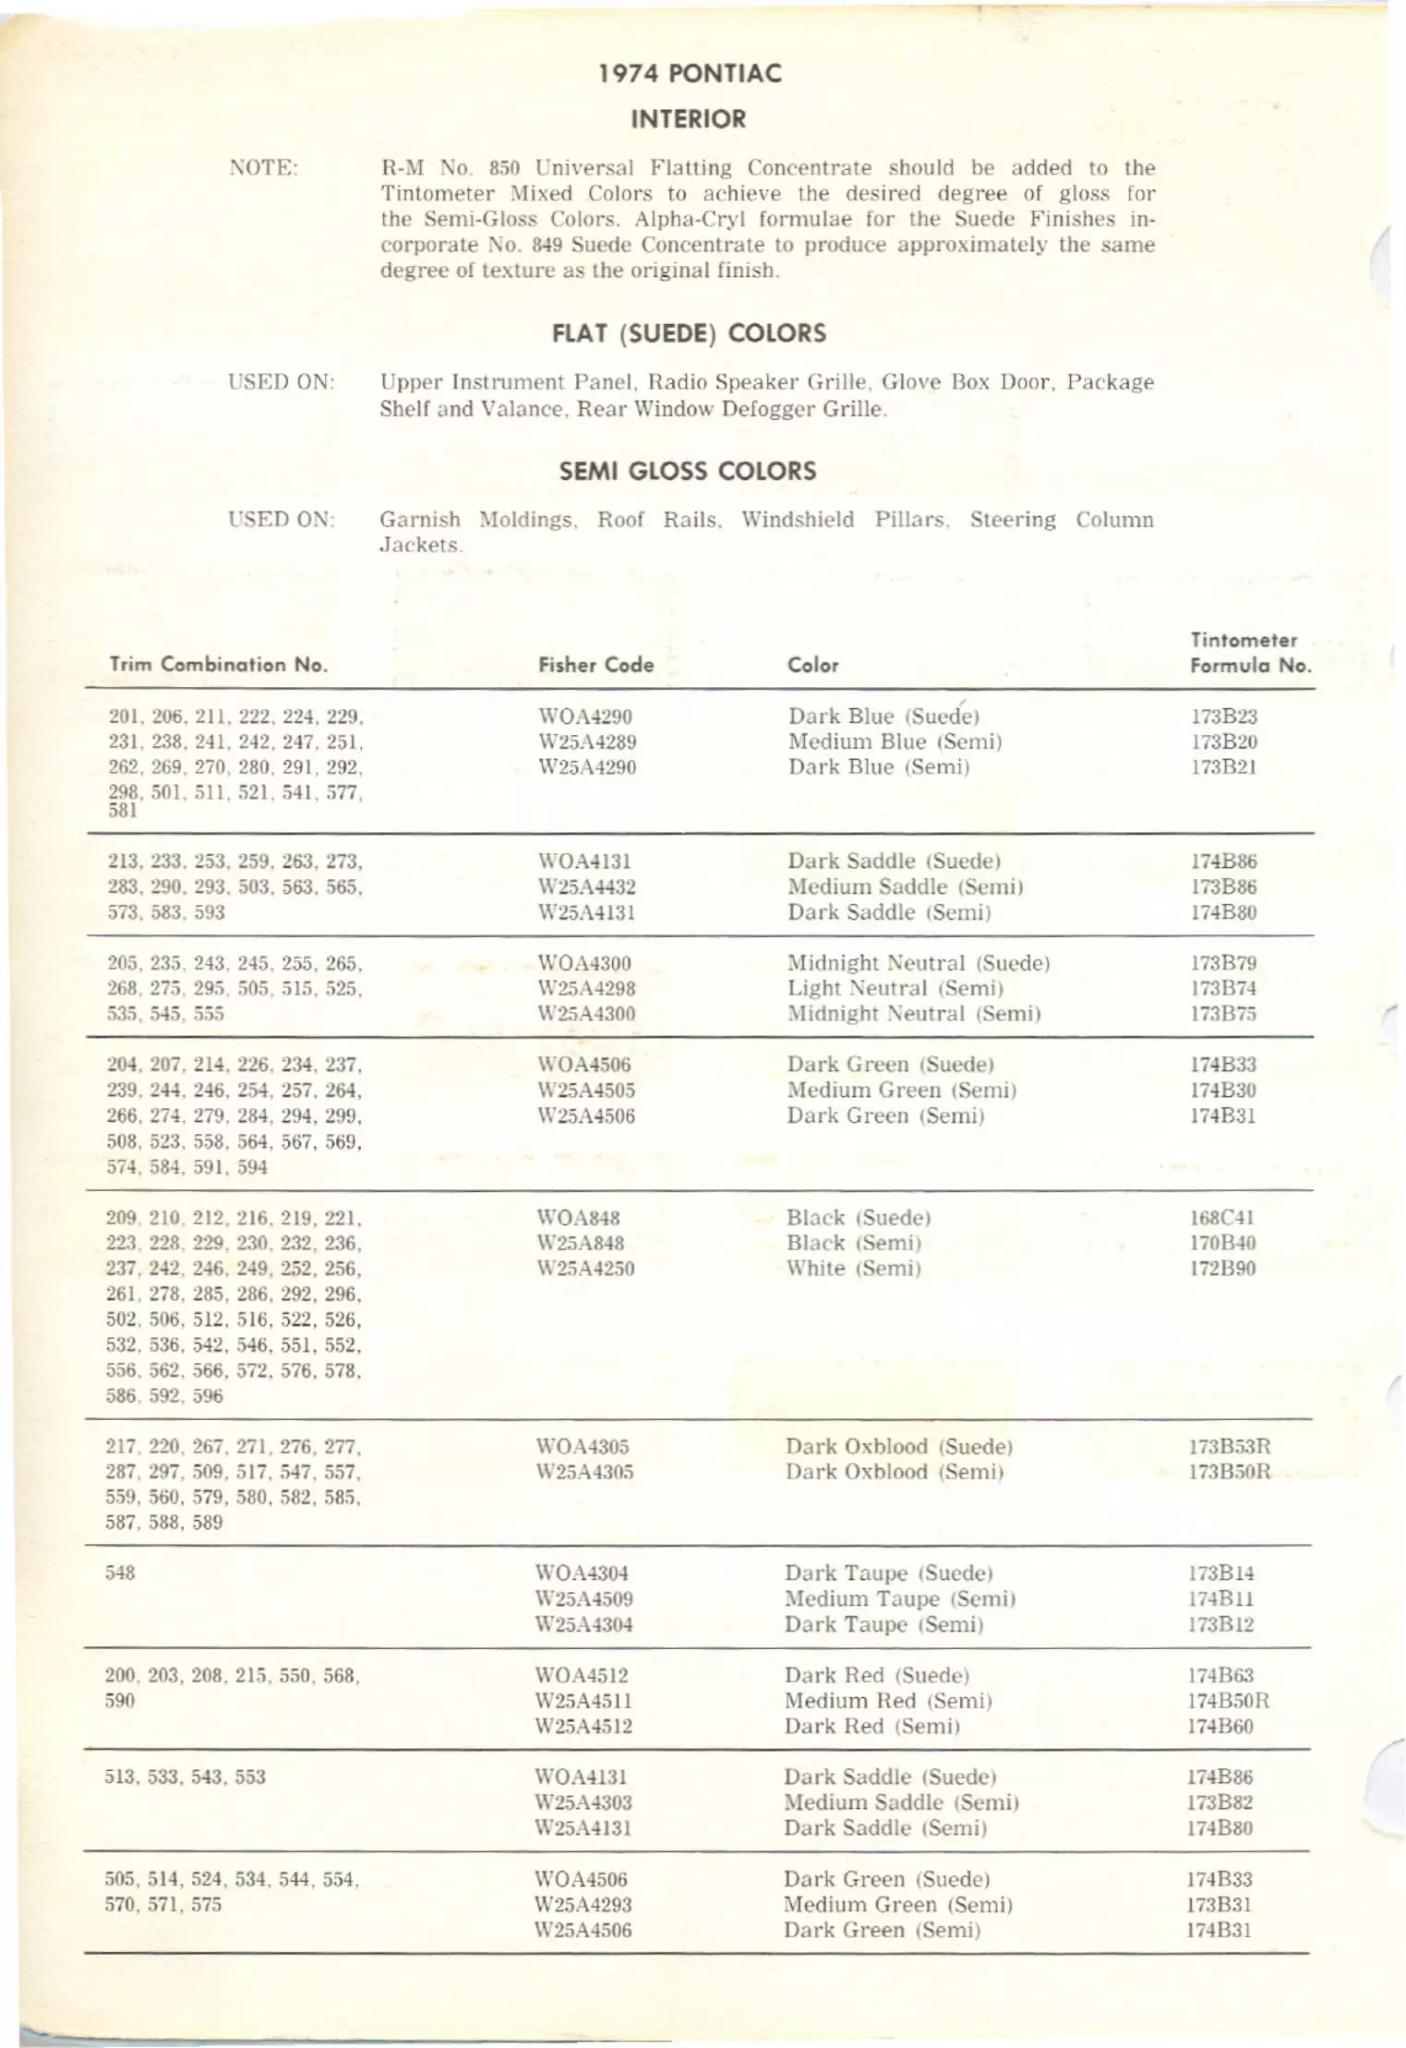 1974 PONTIAC
INTERIOR
NOTE: R-M No. 850 Universal Flatting Concentrate should be added to the
Tintometer Mixed Colors to achieve the desired degree of gloss for
the Semi-Gloss Colors. Alpha-Cryl formulae for the Suede Finishes in-
corporate No. 849 Suede Concentrate to produce approximately the same
degree of texture as the original finish.
FLAT (SUEDE) COLORS
USED ON: Upper Instrument Panel, Radio Speaker Grille, Glove Box Door, Package
Shelf and Valance, Rear Window Defogger Grille.
SEMI GLOSS COLORS
USED ON: Garnish Moldings, Roof Rails, Windshield Pillars, Steering Column
Jackets.
Tintometer
Trim Combination No. Fisher Code Color Formula No.
201, 206, 211, 222, 224, 229, WOA4290 Dark Blue (Suede) 173B23
231, 238, 241, 242, 247, 251, W25A4289 Medium Blue (Semi) 173B20
262, 269, 270, 280, 291, 292, W25A4290 Dark Blue (Semi) 173B21
298, 501, 511, 521, 541, 577,
581
213, 233, 253, 259, 263, 273, WOA4131 Dark Saddle (Suede) 174B86
283, 290, 293, 503, 563, 565, W25A4432 Medium Saddle (Semi) 173B86
573, 583, 593 W25A4131 Dark Saddle (Semi) 174B80
205, 235, 243, 245, 255, 265, WOA4300 Midnight Neutral (Suede) 173B79
268, 275, 295, 505, 515, 525, W25A4298 Light Neutral (Semi) 173B74
535, 545, 555 W25A4300 Midnight Neutral (Semi) 173B75
204, 207, 214, 226, 234, 237, WOA4506 Dark Green (Suede) 174B33
239, 244, 246, 254, 257, 264, W25A4505 Medium Green (Semi) 174B30
266, 274, 279, 284, 294, 299, W25A4506 Dark Green (Semi) 174B31
508, 523, 558, 564, 567, 569,
574, 584, 591, 594
209, 210, 212, 216, 219, 221, WOA848 Black (Suede) 168C41
223, 228, 229, 230, 232, 236, W25A848 Black (Semi) 170B40
237, 242, 246, 249, 252, 256, W25A4250 White (Semi) 172B90
261, 278, 285, 286, 292, 296,
502, 506, 512, 516, 522, 526,
532, 536, 542, 546, 551, 552,
556, 562, 566, 572, 576, 578,
586, 592, 596
217, 220, 267, 271, 276, 277, WOA4305 Dark Oxblood (Suede) 173B53R
287, 297, 509, 517, 547, 557, W25A4305 Dark Oxblood (Semi) 173B50R
559, 560, 579, 580, 582, 585,
587, 588, 589
548 WOA4304 Dark Taupe (Suede) 173B14
W25A4509 Medium Taupe (Semi) 174B11
W25A4304 Dark Taupe (Semi) 173B12
200, 203, 208, 215, 550, 568, WOA4512 Dark Red (Suede) 174B63
590 W25A4511 Medium Red (Semi) 174B50R
W25A4512 Dark Red (Semi) 174B60
513, 533, 543, 553 WOA4131 Dark Saddle (Suede) 174B86
W25A4303 Medium Saddle (Semi) 173B82
W25A4131 Dark Saddle (Semi) 174B80
505, 514, 524, 534, 544, 554, WOA4506 Dark Green (Suede) 174B33
570, 571, 575 W25A4293 Medium Green (Semi) 173B31
W25A4506 Dark Green (Semi) 174B31